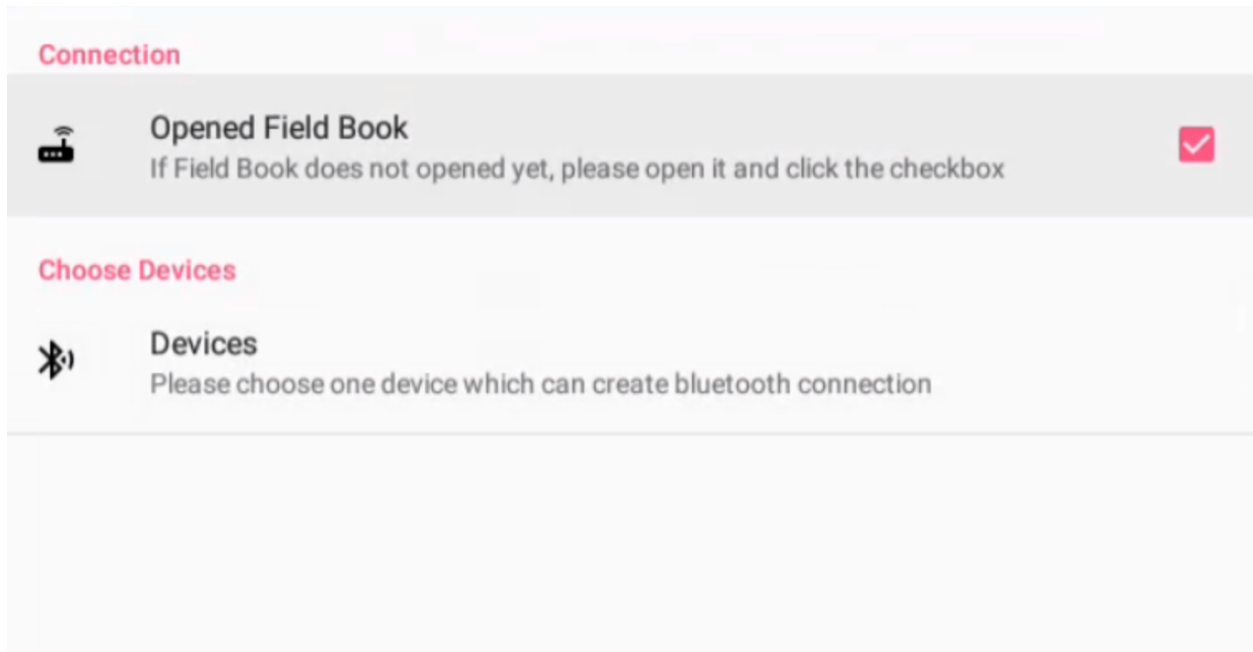 Connection
Opened Field Book
If Field Book does not opened yet, please open it and click the checkbox
Choose Devices
Devices
Please choose one device which can create bluetooth connection